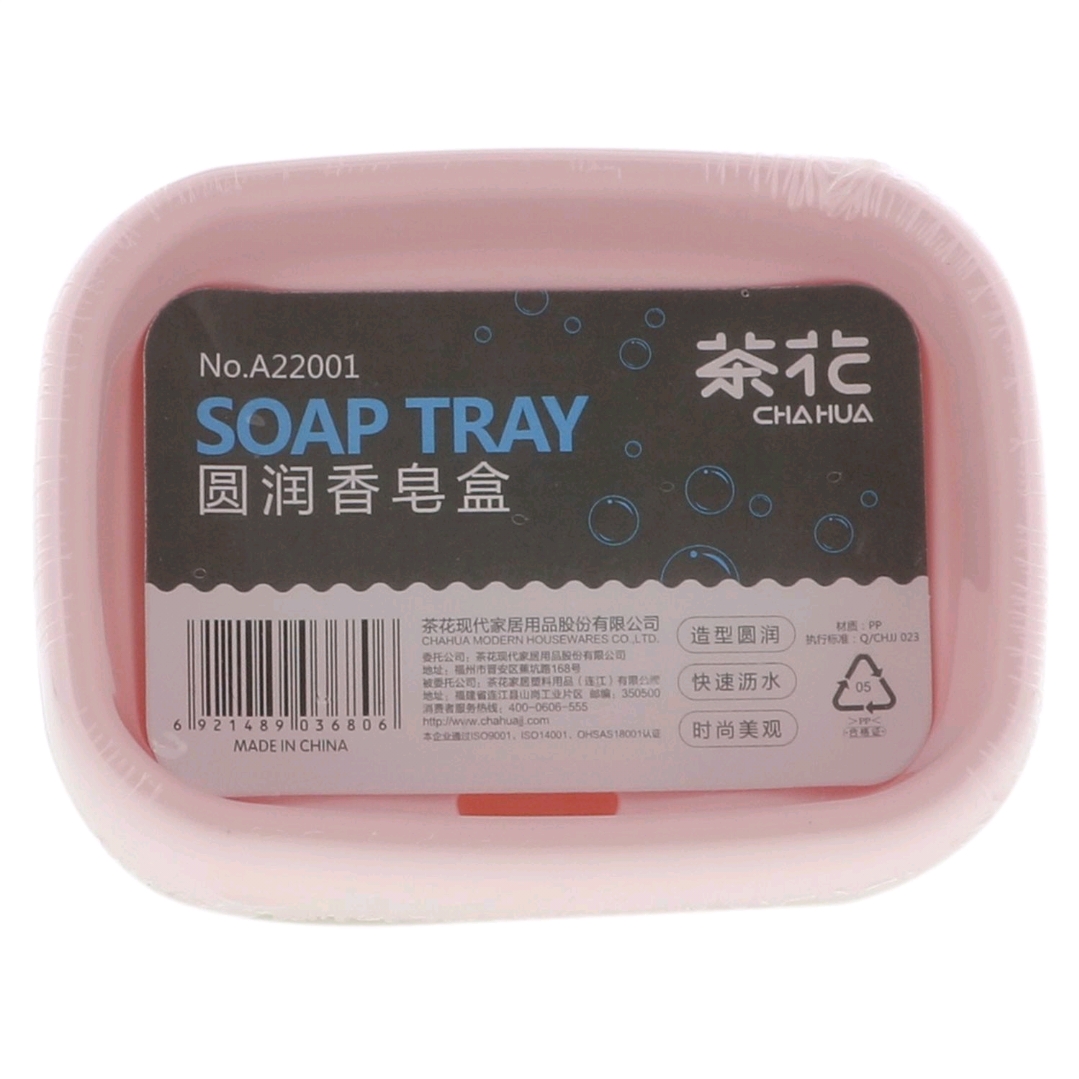 No.A22001
SOAP TRAY
圆润香皂盒
茶花
CHAHUA
6 921489 036806
MADE IN CHINA
茶花现代家居用品股份有限公司
CHAHUA MODERN HOUSEWARES CO.,LTD.
委托公司：茶花现代家居用品股份有限公司
地址：福州市晋安区蕉坑路168号
被委托公司：茶花家居塑料用品（连江）有限公司
地址：福建省连江县山岗工业片区 邮编：350500
消费者服务热线：400-0606-555
http://www.chahuajj.com
本企业通过ISO9001、ISO14001、OHSAS18001认证
造型圆润
快速沥水
时尚美观
材质：PP
执行标准：Q/CHJJ 023
05
>PP<
>合格证<